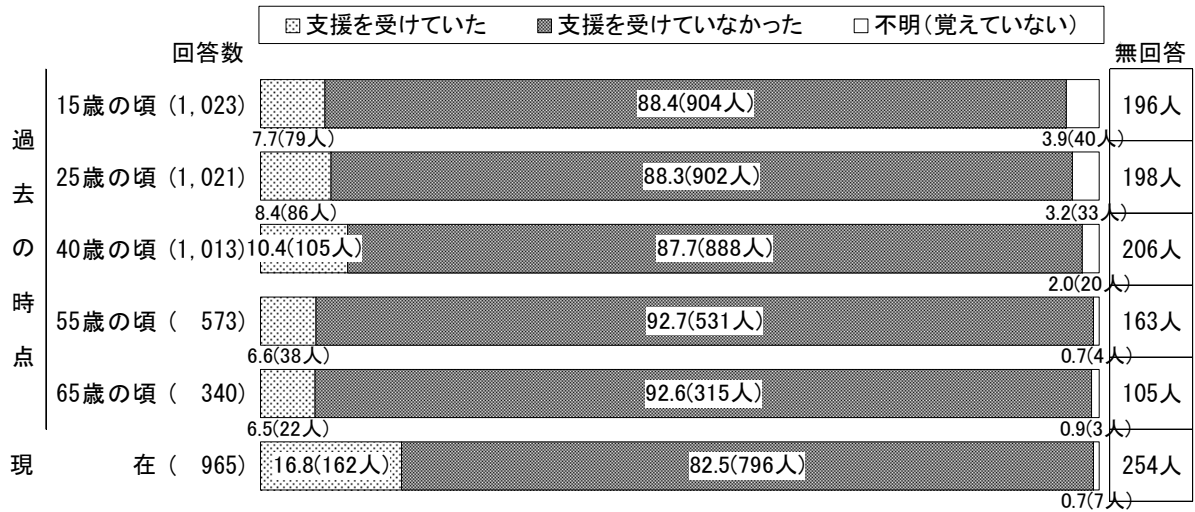 支援を受けていた 支援を受けていなかった 不明(覚えていない)
回答数 無回答
過去の時点
15歳の頃 (1,023) 88.4(904人) 196人
7.7(79人) 3.9(40人)
25歳の頃 (1,021) 88.3(902人) 198人
8.4(86人) 3.2(33人)
40歳の頃 (1,013) 10.4(105人) 87.7(888人) 206人
2.0(20人)
55歳の頃 ( 573) 92.7(531人) 163人
6.6(38人) 0.7(4人)
65歳の頃 ( 340) 92.6(315人) 105人
6.5(22人) 0.9(3人)
現 在 ( 965) 16.8(162人) 82.5(796人) 254人
0.7(7人)